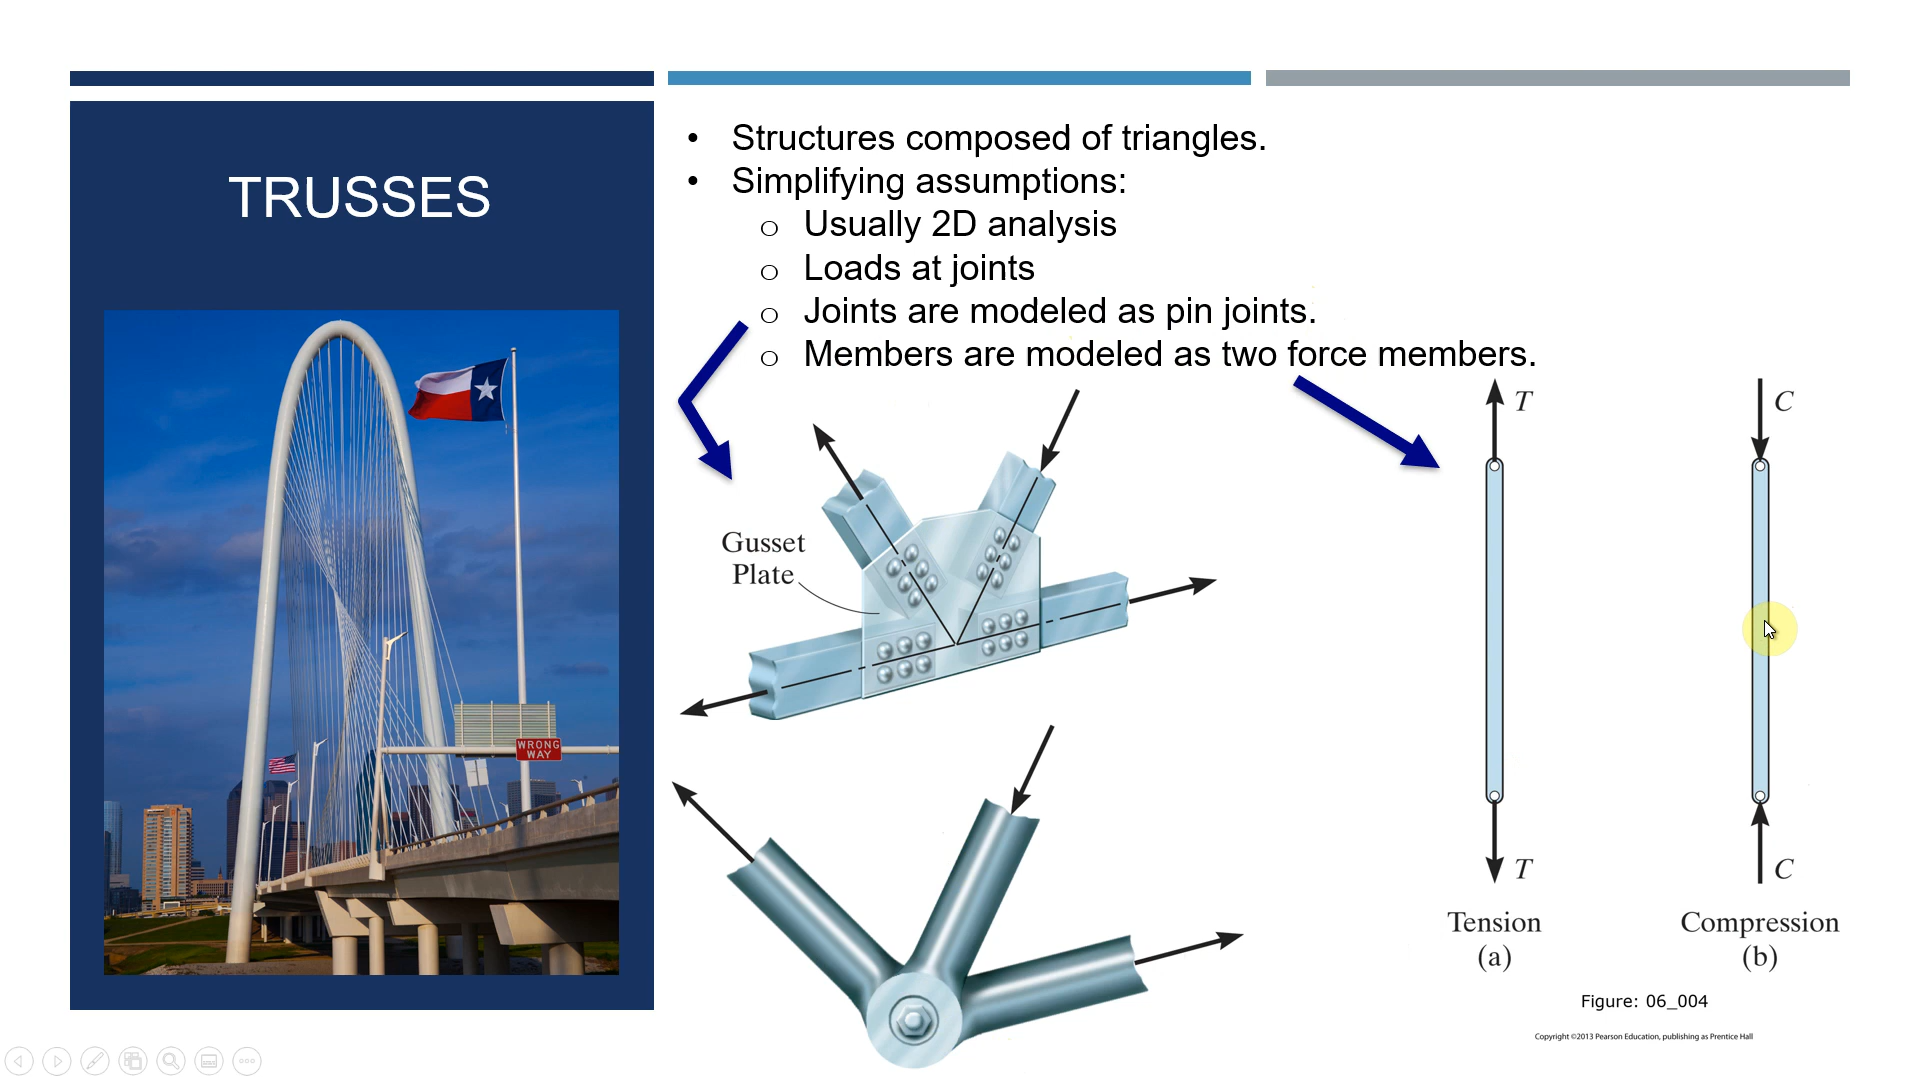 TRUSSES
WRONG
WAY
• Structures composed of triangles.
• Simplifying assumptions:
o Usually 2D analysis
o Loads at joints
o Joints are modeled as pin joints.
o Members are modeled as two force members.
Gusset
Plate
T
C
T
C
Tension
(a)
Compression
(b)
Figure: 06_004
Copyright ©2013 Pearson Education, publishing as Prentice Hall